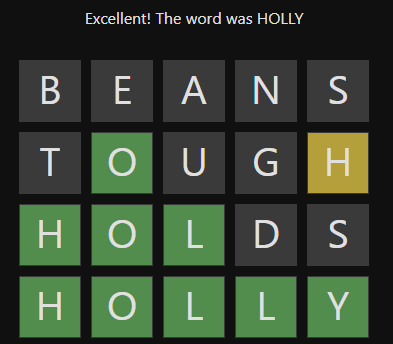 Excellent! The word was HOLLY
B E A N S
T O U G H
H O L D S
H O L L Y